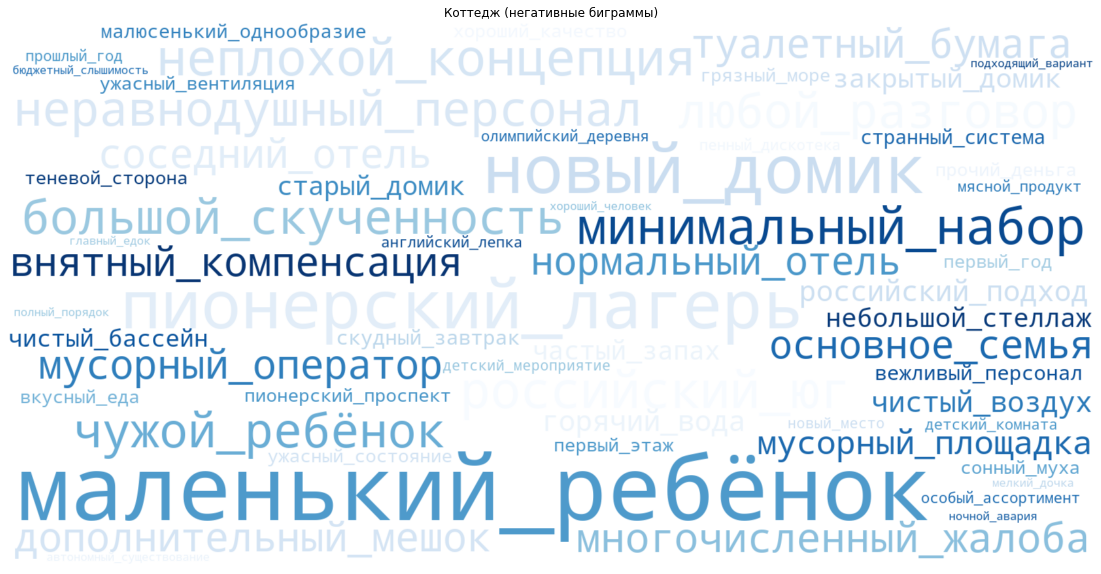 Коттедж (негативные биграммы)
малюсенький_однообразие
хороший_качество
туалетный_бумага
неплохой_концепция
прошлый_год
бюджетный_слышимость
подходящий_вариант
ужасный_вентиляция
грязный_море
закрытый_домик
неравнодушный_персонал
любой_разговор
олимпийский_деревня
странный_система
пенный_дискотека
соседний_отель
новый_домик
прочий_деньга
теневой_сторона
старый_домик
мясной_продукт
большой_скученность
хороший_человек
минимальный_набор
главный_едок
английский_лепка
внятный_компенсация
нормальный_отель
первый_год
пионерский_лагерь
российский_подход
полный_порядок
небольшой_стеллаж
чистый_бассейн
скудный_завтрак
частый_запах
основное_семья
мусорный_оператор
детский_мероприятие
вежливый_персонал
российский_юг
вкусный_еда
пионерский_проспект
чистый_воздух
чужой_ребёнок
горячий_вода
новый_место
детский_комната
первый_этаж
мусорный_площадка
ужасный_состояние
маленький_ребёнок
сонный_муха
мелкий_дочка
особый_ассортимент
ночной_авария
дополнительный_мешок
многочисленный_жалоба
автономный_существование